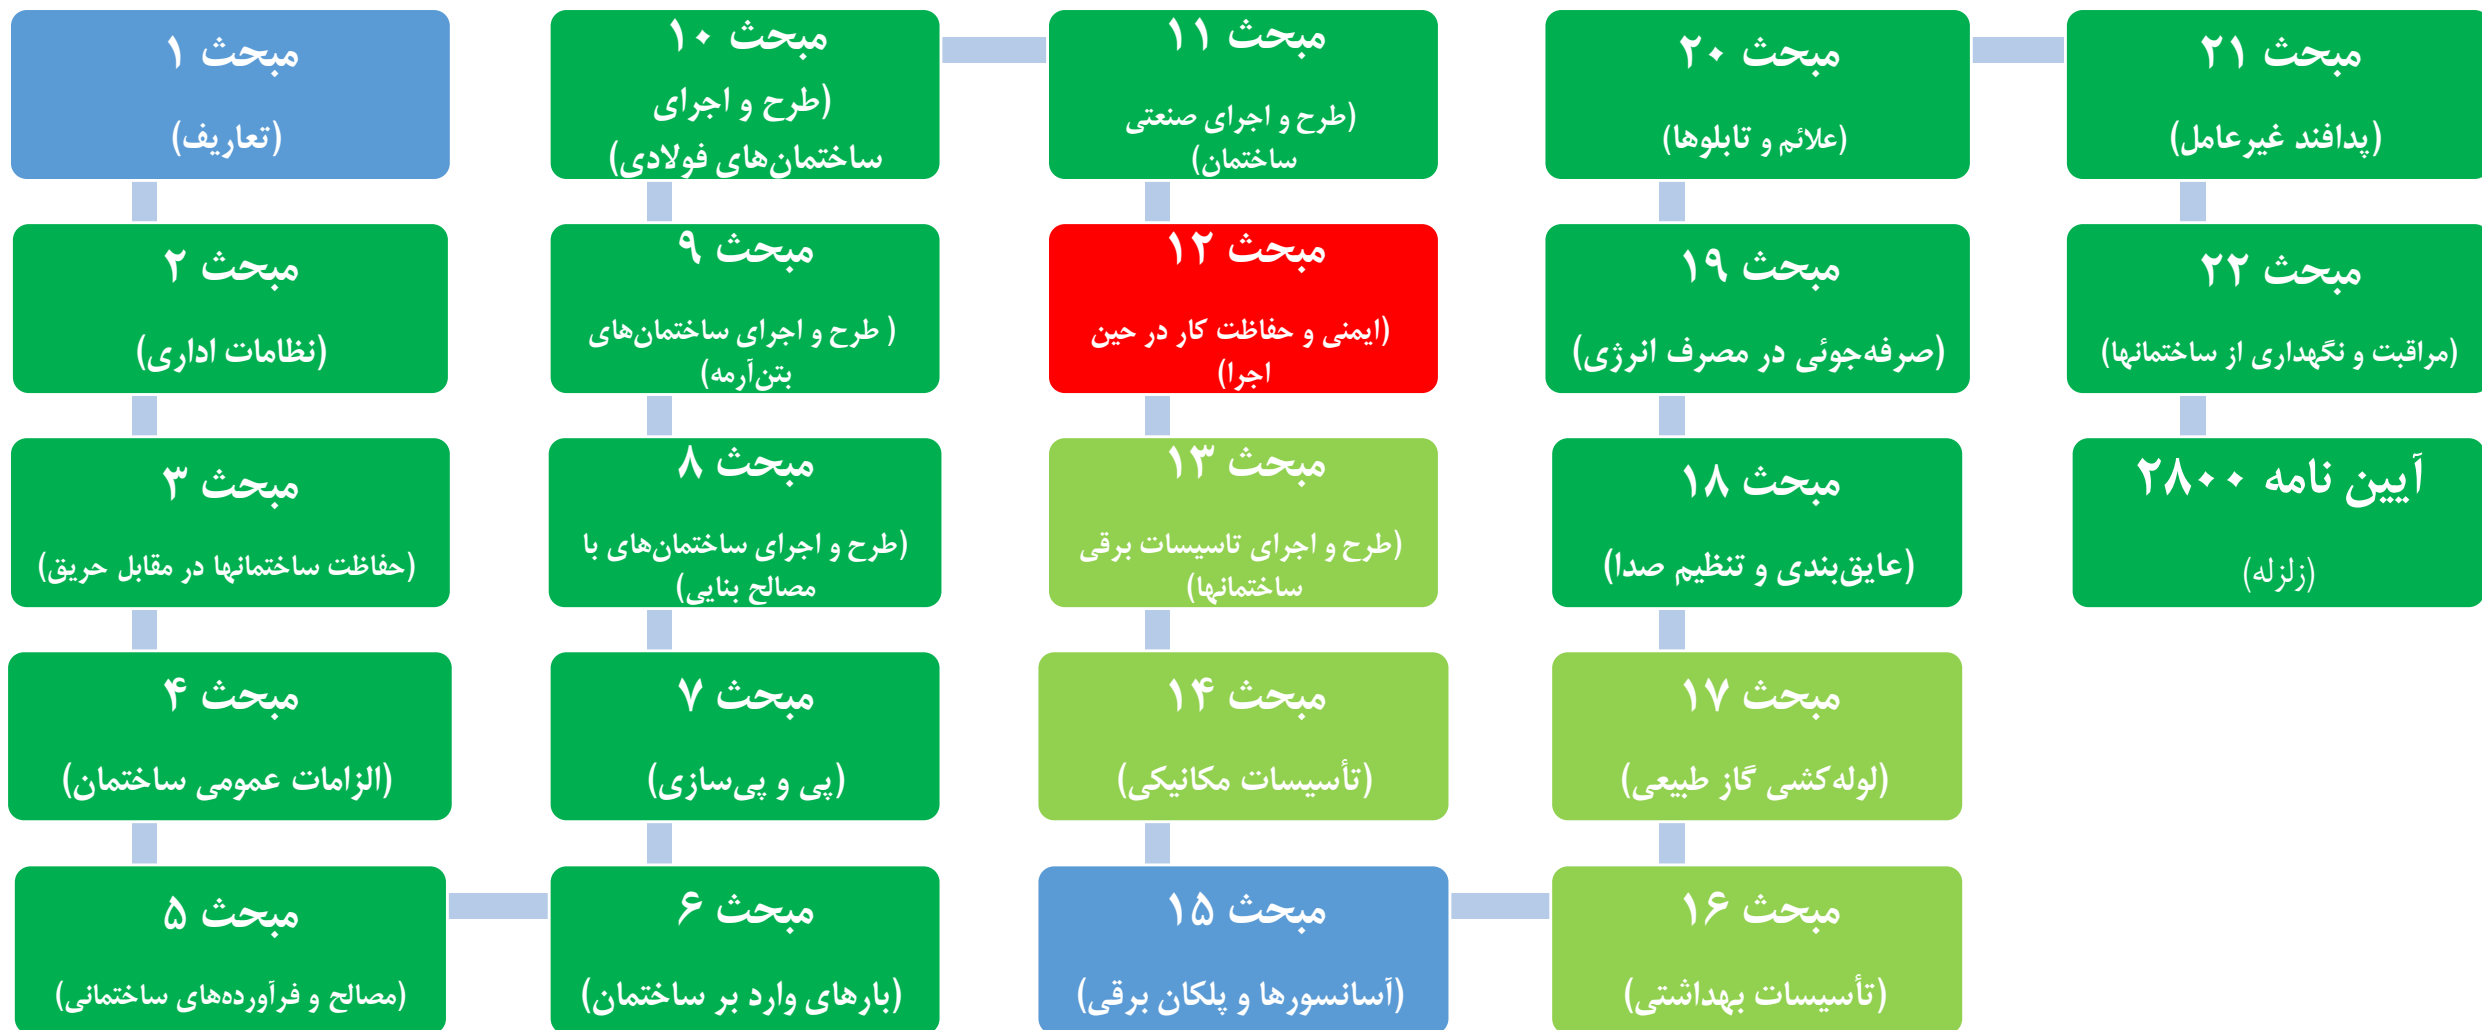 مبحث ۱
(تعاریف)
مبحث ۲
(نظامات اداری)
مبحث ۳
(حفاظت ساختمانها در مقابل حریق)
مبحث ۴
(الزامات عمومی ساختمان)
مبحث ۵
(مصالح و فرآورده‌های ساختمانی)
مبحث ۶
(بارهای وارد بر ساختمان)
مبحث ۷
(پی و پی‌سازی)
مبحث ۸
(طرح و اجرای ساختمان‌های با
مصالح بنایی)
مبحث ۹
( طرح و اجرای ساختمان‌های
بتن‌آرمه)
مبحث ۱۰
(طرح و اجرای
ساختمان‌های فولادی)
مبحث ۱۱
(طرح و اجرای صنعتی
ساختمان)
مبحث ۱۲
(ایمنی و حفاظت کار در حین
اجرا)
مبحث ۱۳
(طرح و اجرای تاسیسات برقی
ساختمانها)
مبحث ۱۴
(تأسیسات مکانیکی)
مبحث ۱۵
(آسانسورها و پلکان برقی)
مبحث ۱۶
(تأسیسات بهداشتی)
مبحث ۱۷
(لوله‌کشی گاز طبیعی)
مبحث ۱۸
(عایق‌بندی و تنظیم صدا)
مبحث ۱۹
(صرفه‌جوئی در مصرف انرژی)
مبحث ۲۰
(علائم و تابلوها)
مبحث ۲۱
(پدافند غیرعامل)
مبحث ۲۲
(مراقبت و نگهداری از ساختمانها)
آیین نامه ۲۸۰۰
(زلزله)